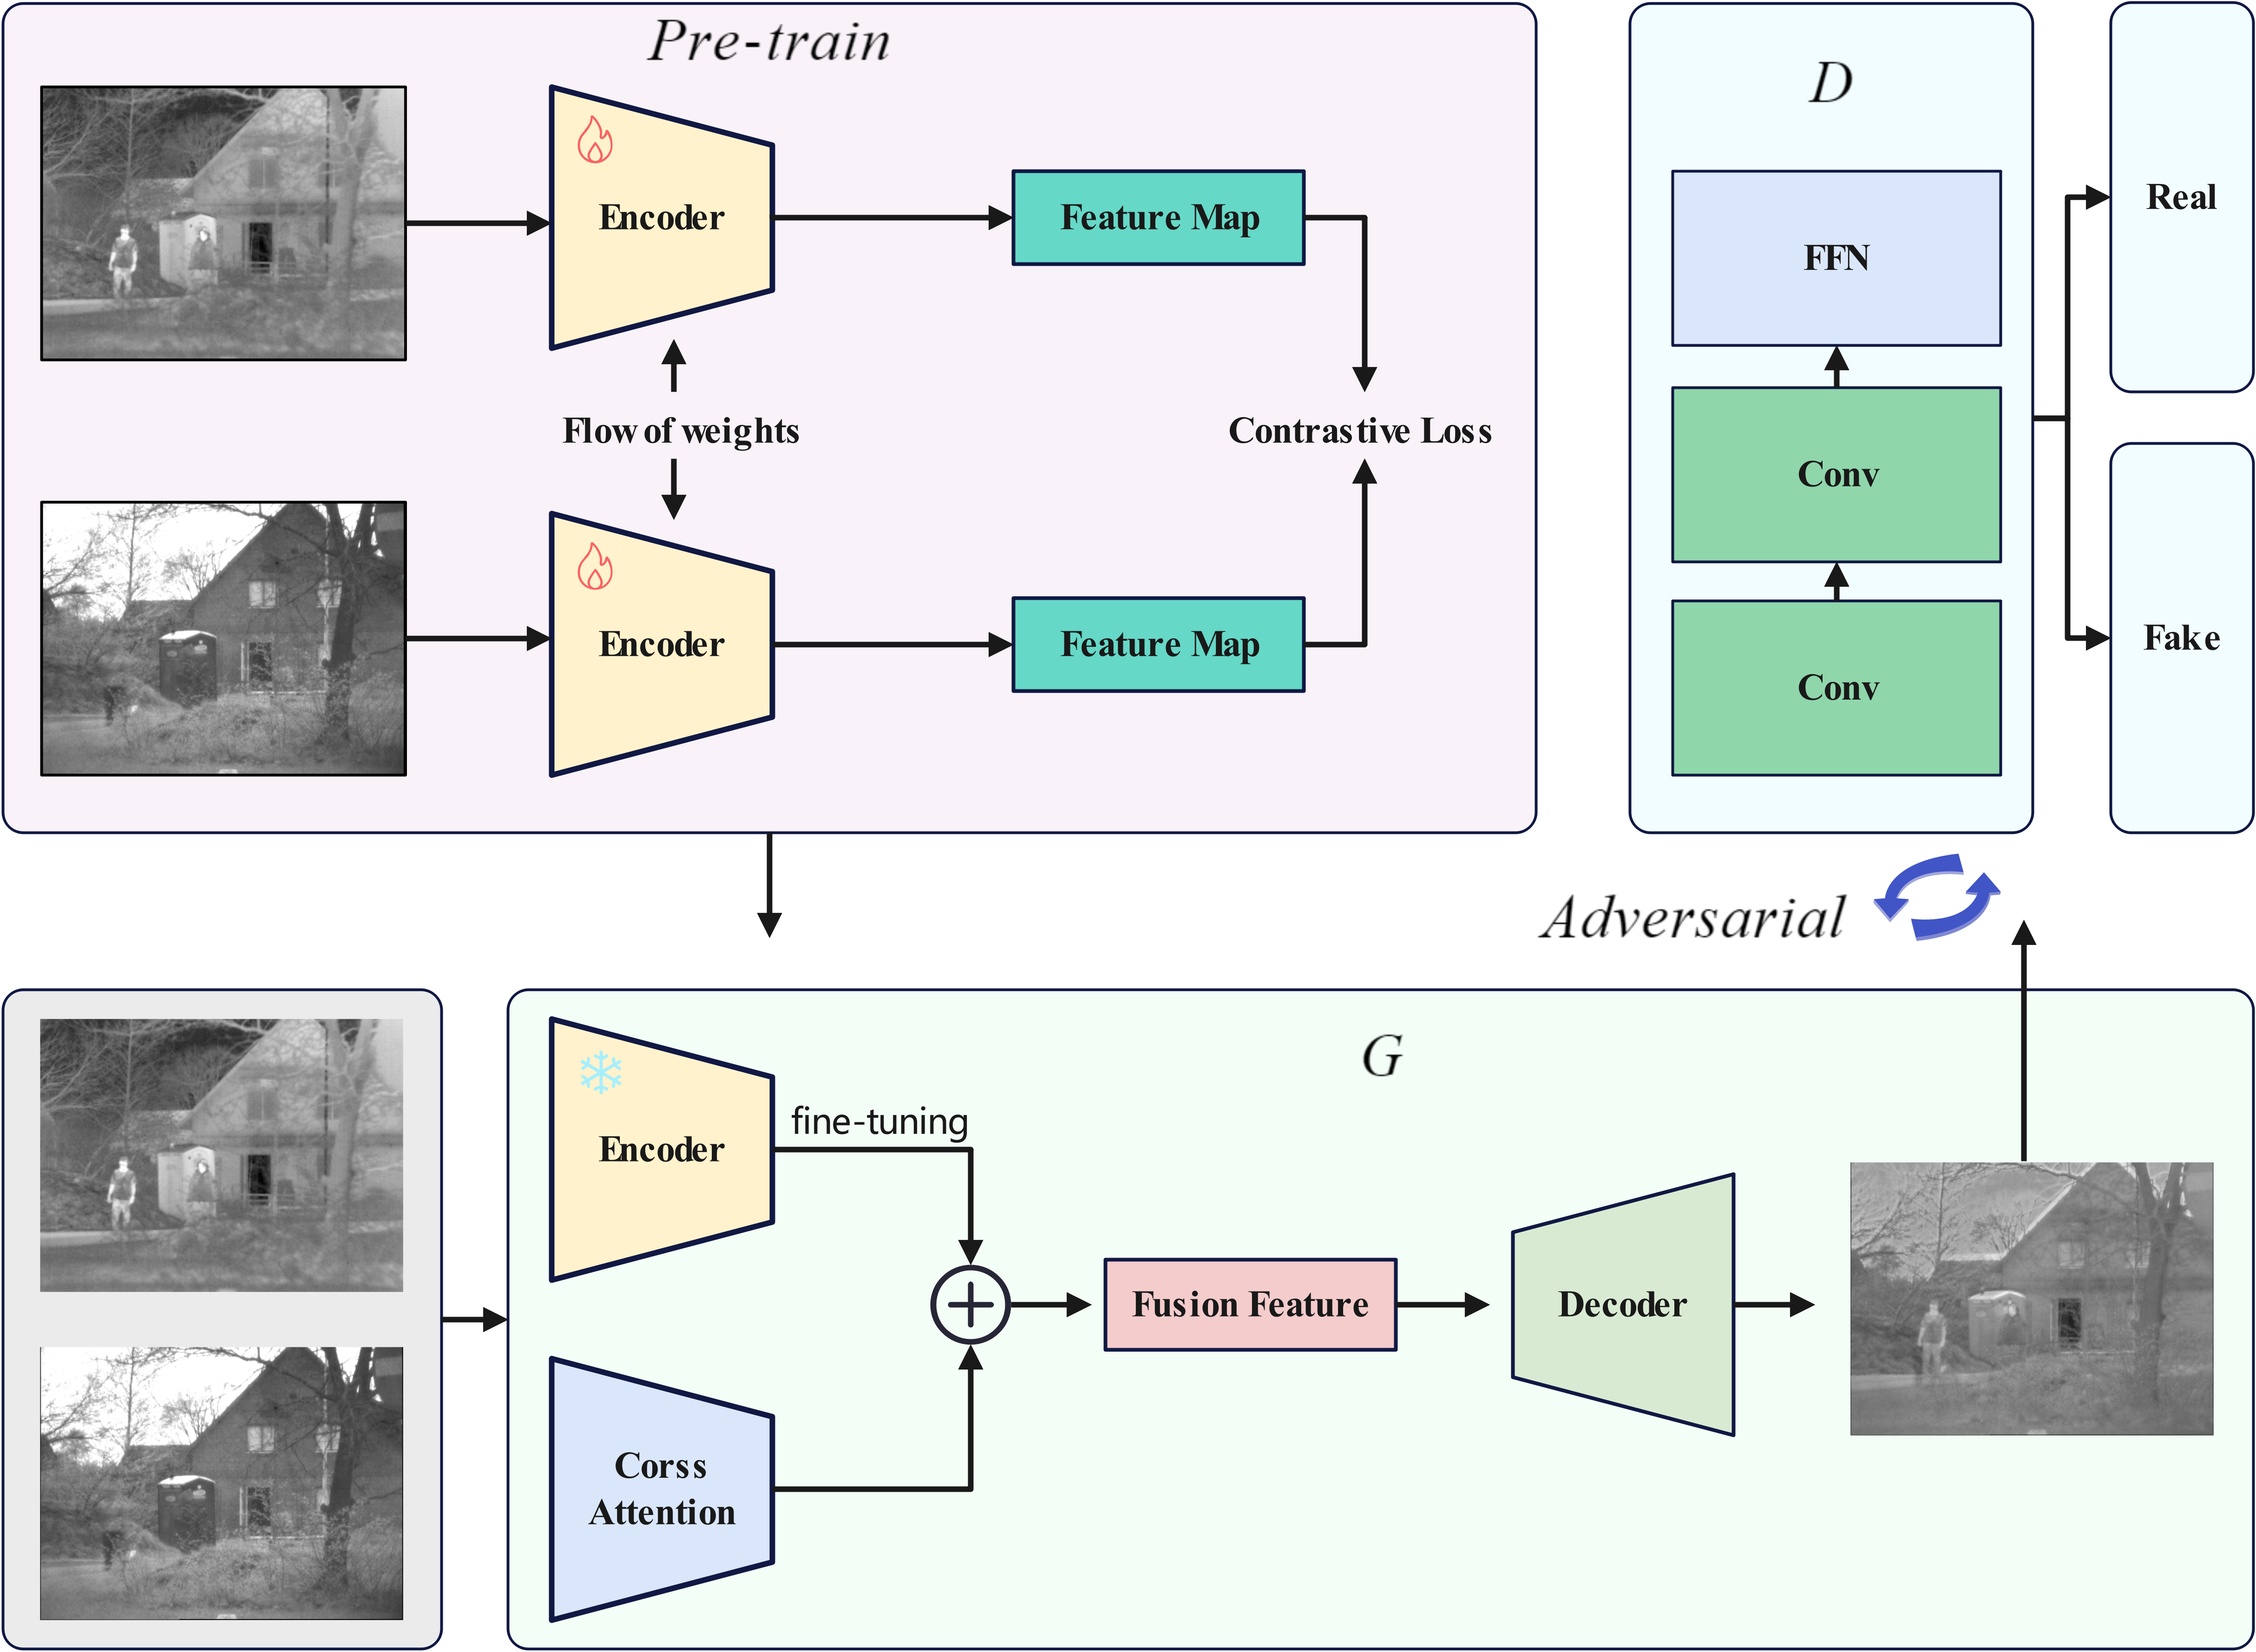 Pre-train
Encoder
Feature Map
Flow of weights
Contrastive Loss
Encoder
Feature Map
D
FFN
Conv
Conv
Real
Fake
Adversarial
G
Encoder
fine-tuning
Corss
Attention
Fusion Feature
Decoder